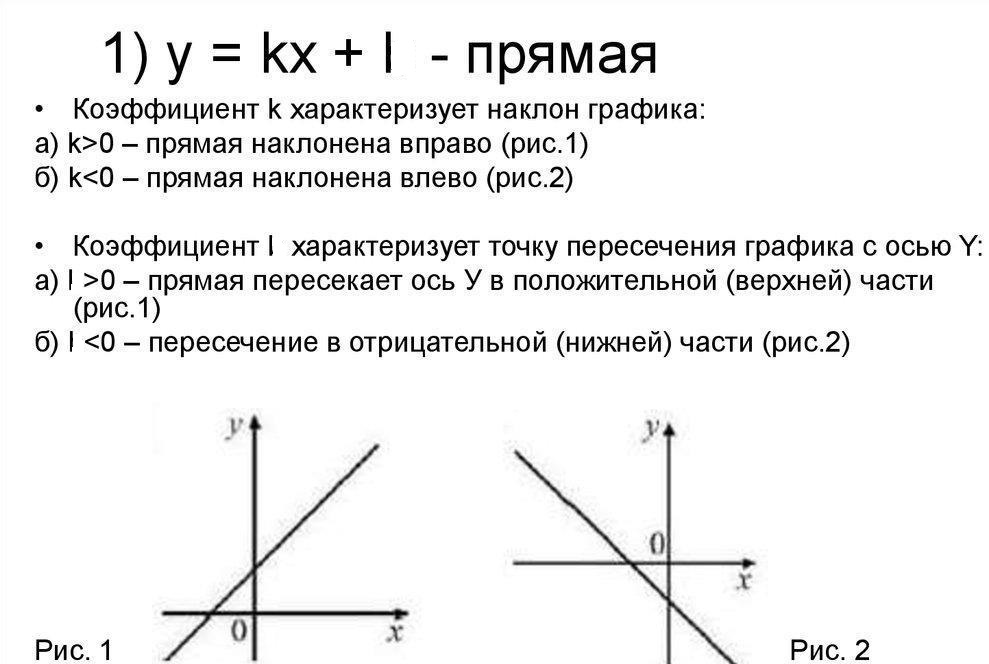 1) y = kx + l - прямая
• Коэффициент k характеризует наклон графика:
а) k>0 – прямая наклонена вправо (рис.1)
б) k<0 – прямая наклонена влево (рис.2)
• Коэффициент l характеризует точку пересечения графика с осью Y:
а) l >0 – прямая пересекает ось У в положительной (верхней) части
(рис.1)
б) l <0 – пересечение в отрицательной (нижней) части (рис.2)
y
0
x
Рис. 1
y
0
x
Рис. 2